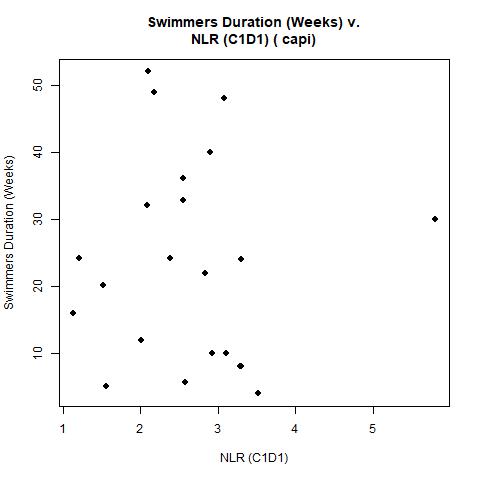 Swimmers Duration (Weeks) v.
NLR (C1D1) ( capi)
Swimmers Duration (Weeks)
50
40
30
20
10
1 2 3 4 5
NLR (C1D1)